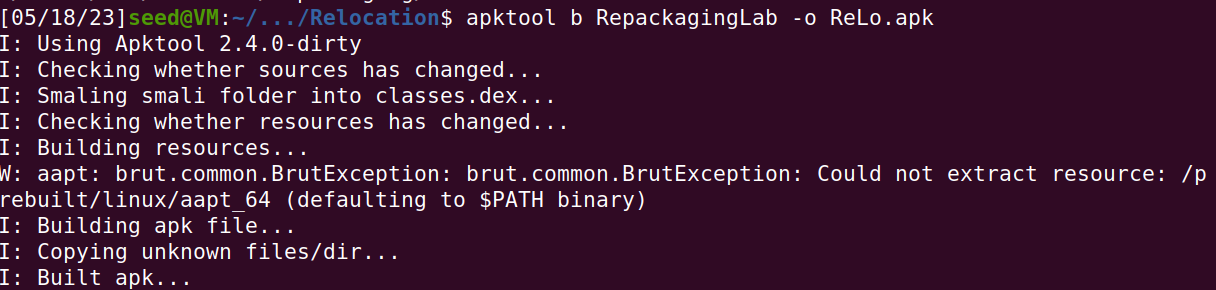 [05/18/23]seed@VM:~/.../Relocation$ apktool b RepackagingLab -o ReLo.apk
I: Using Apktool 2.4.0-dirty
I: Checking whether sources has changed...
I: Smaling smali folder into classes.dex...
I: Checking whether resources has changed...
I: Building resources...
W: aapt: brut.common.BrutException: brut.common.BrutException: Could not extract resource: /p
rebuilt/linux/aapt_64 (defaulting to $PATH binary)
I: Building apk file...
I: Copying unknown files/dir...
I: Built apk...